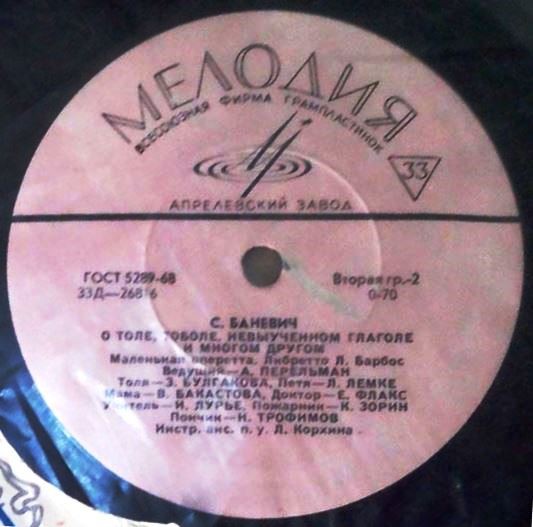 МЕЛОДИЯ
ВСЕСОЮЗНАЯ ФИРМА ГРАМПЛАСТИНОК
33
АПРЕЛЕВСКИЙ ЗАВОД
ГОСТ 5289-68 Вторая гр.-2
33Д—26816 0-70
С. БАНЕВИЧ
О ТОЛЕ, ТОБОЛЕ, НЕВЫУЧЕННОМ ГЛАГОЛЕ
И МНОГОМ ДРУГОМ
Маленькая оперетта. Либретто Л. Барбос
Ведущий—А. ПЕРЕЛЬМАН
Толя—З. БУЛГАКОВА, Петя—Л. ЛЕМКЕ
Мама—В. БАКАСТОВА, Доктор—Е. ФЛАКС
Учитель—И. ЛУРЬЕ, Пожарник—К. ЗОРИН
Пончик—Н. ТРОФИМОВ
Инстр. анс. п. у. Л. Корхина